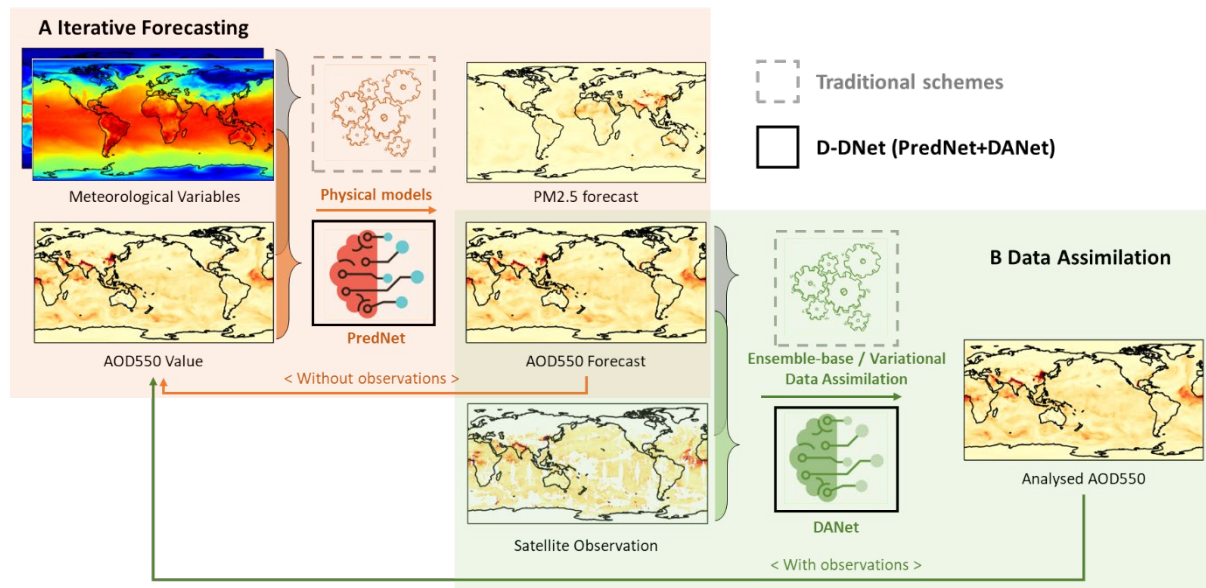 A Iterative Forecasting
Meteorological Variables
AOD550 Value
Physical models
PredNet
PM2.5 forecast
AOD550 Forecast
< Without observations >
Traditional schemes
D-DNet (PredNet+DANet)
B Data Assimilation
Ensemble-base / Variational
Data Assimilation
DANet
Satellite Observation
Analysed AOD550
< With observations >